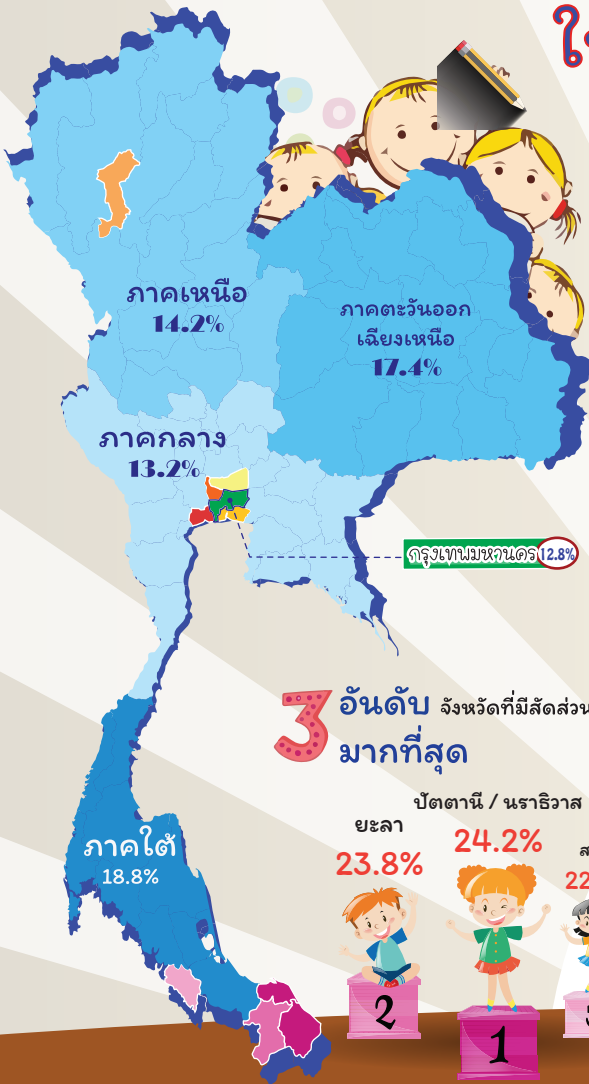 ภาคเหนือ
14.2%
ภาคตะวันออก
เฉียงเหนือ
17.4%
ภาคกลาง
13.2%
กรุงเทพมหานคร 12.8%
3 อันดับ จังหวัดที่มีสัดส่วน
มากที่สุด
ปัตตานี / นราธิวาส
24.2%
ยะลา
23.8%
ภาคใต้
18.8%
2
1